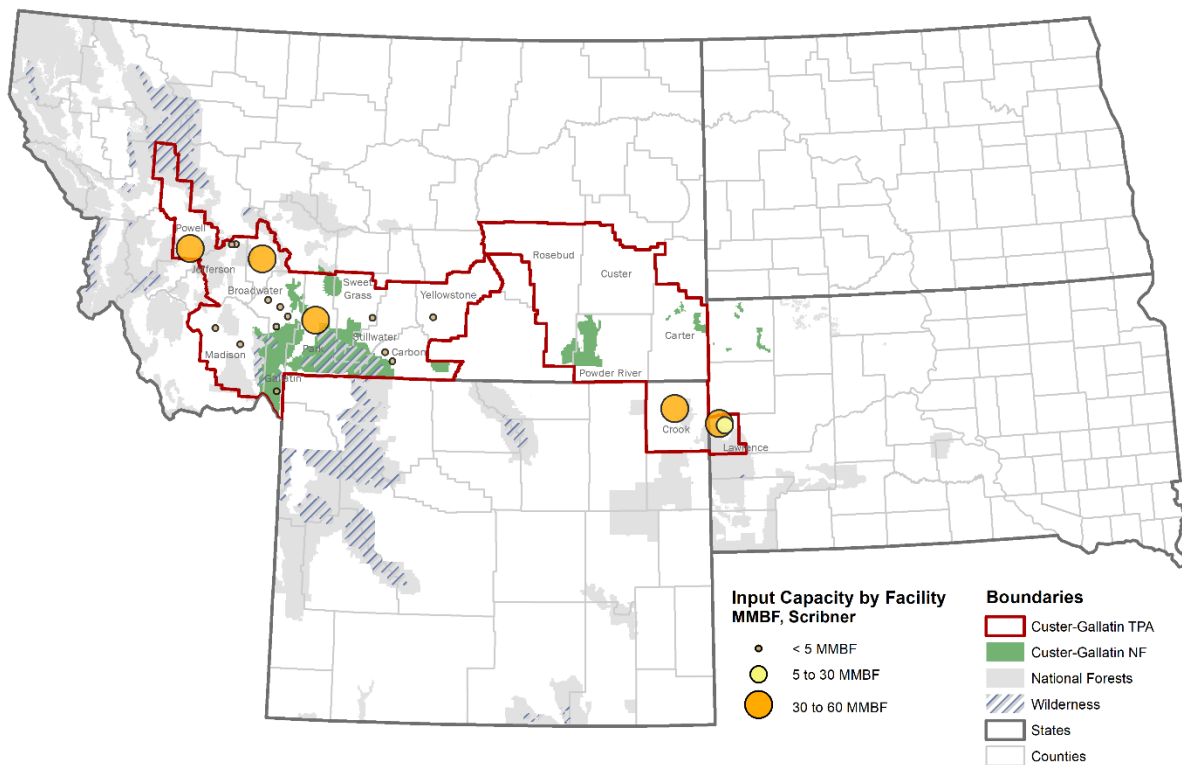 Powell
Jefferson
Broadwater
Sweet
Grass
Yellowstone
Rosebud
Custer
Madison
Park
Stillwater
Carbon
Gallatin
Carter
Powder River
Crook
Lawrence
Input Capacity by Facility
MMBF, Scribner
< 5 MMBF
5 to 30 MMBF
30 to 60 MMBF
Boundaries
Custer-Gallatin TPA
Custer-Gallatin NF
National Forests
Wilderness
States
Counties